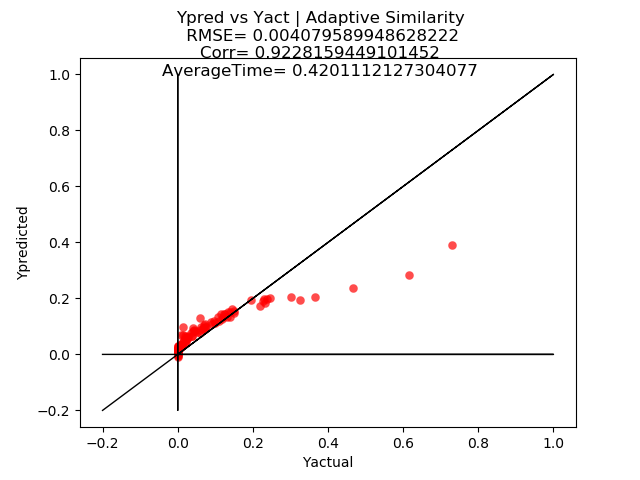 Ypred vs Yact | Adaptive Similarity
RMSE= 0.004079589948628222
Corr= 0.9228159449101452
AverageTime= 0.4201112127304077
1.0
0.8
0.6
0.4
0.2
0.0
−0.2
Ypredicted
−0.2 0.0 0.2 0.4 0.6 0.8 1.0
Yactual